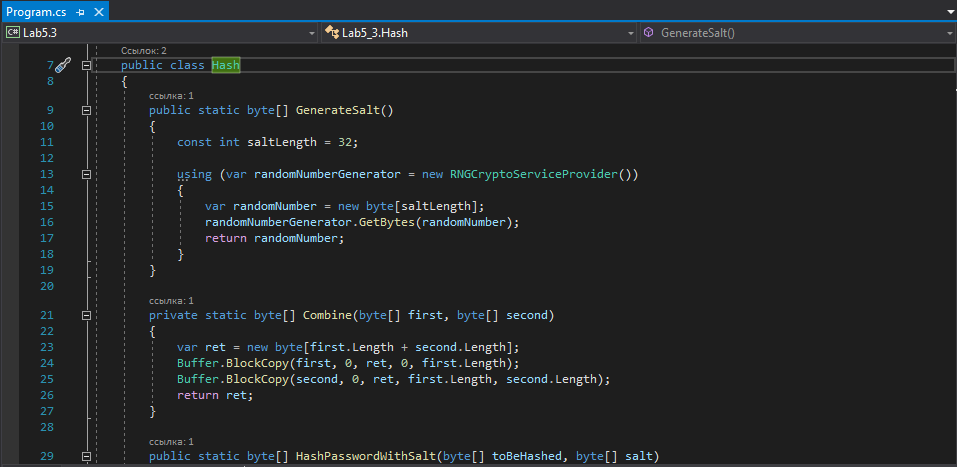 Program.cs
C# Lab5.3 Lab5_3.Hash GenerateSalt()
Ссылок: 2
7 public class Hash
8 {
ссылка: 1
9 public static byte[] GenerateSalt()
10 {
11 const int saltLength = 32;
12
13 using (var randomNumberGenerator = new RNGCryptoServiceProvider())
14 {
15 var randomNumber = new byte[saltLength];
16 randomNumberGenerator.GetBytes(randomNumber);
17 return randomNumber;
18 }
19 }
20
ссылка: 1
21 private static byte[] Combine(byte[] first, byte[] second)
22 {
23 var ret = new byte[first.Length + second.Length];
24 Buffer.BlockCopy(first, 0, ret, 0, first.Length);
25 Buffer.BlockCopy(second, 0, ret, first.Length, second.Length);
26 return ret;
27 }
28
ссылка: 1
29 public static byte[] HashPasswordWithSalt(byte[] toBeHashed, byte[] salt)